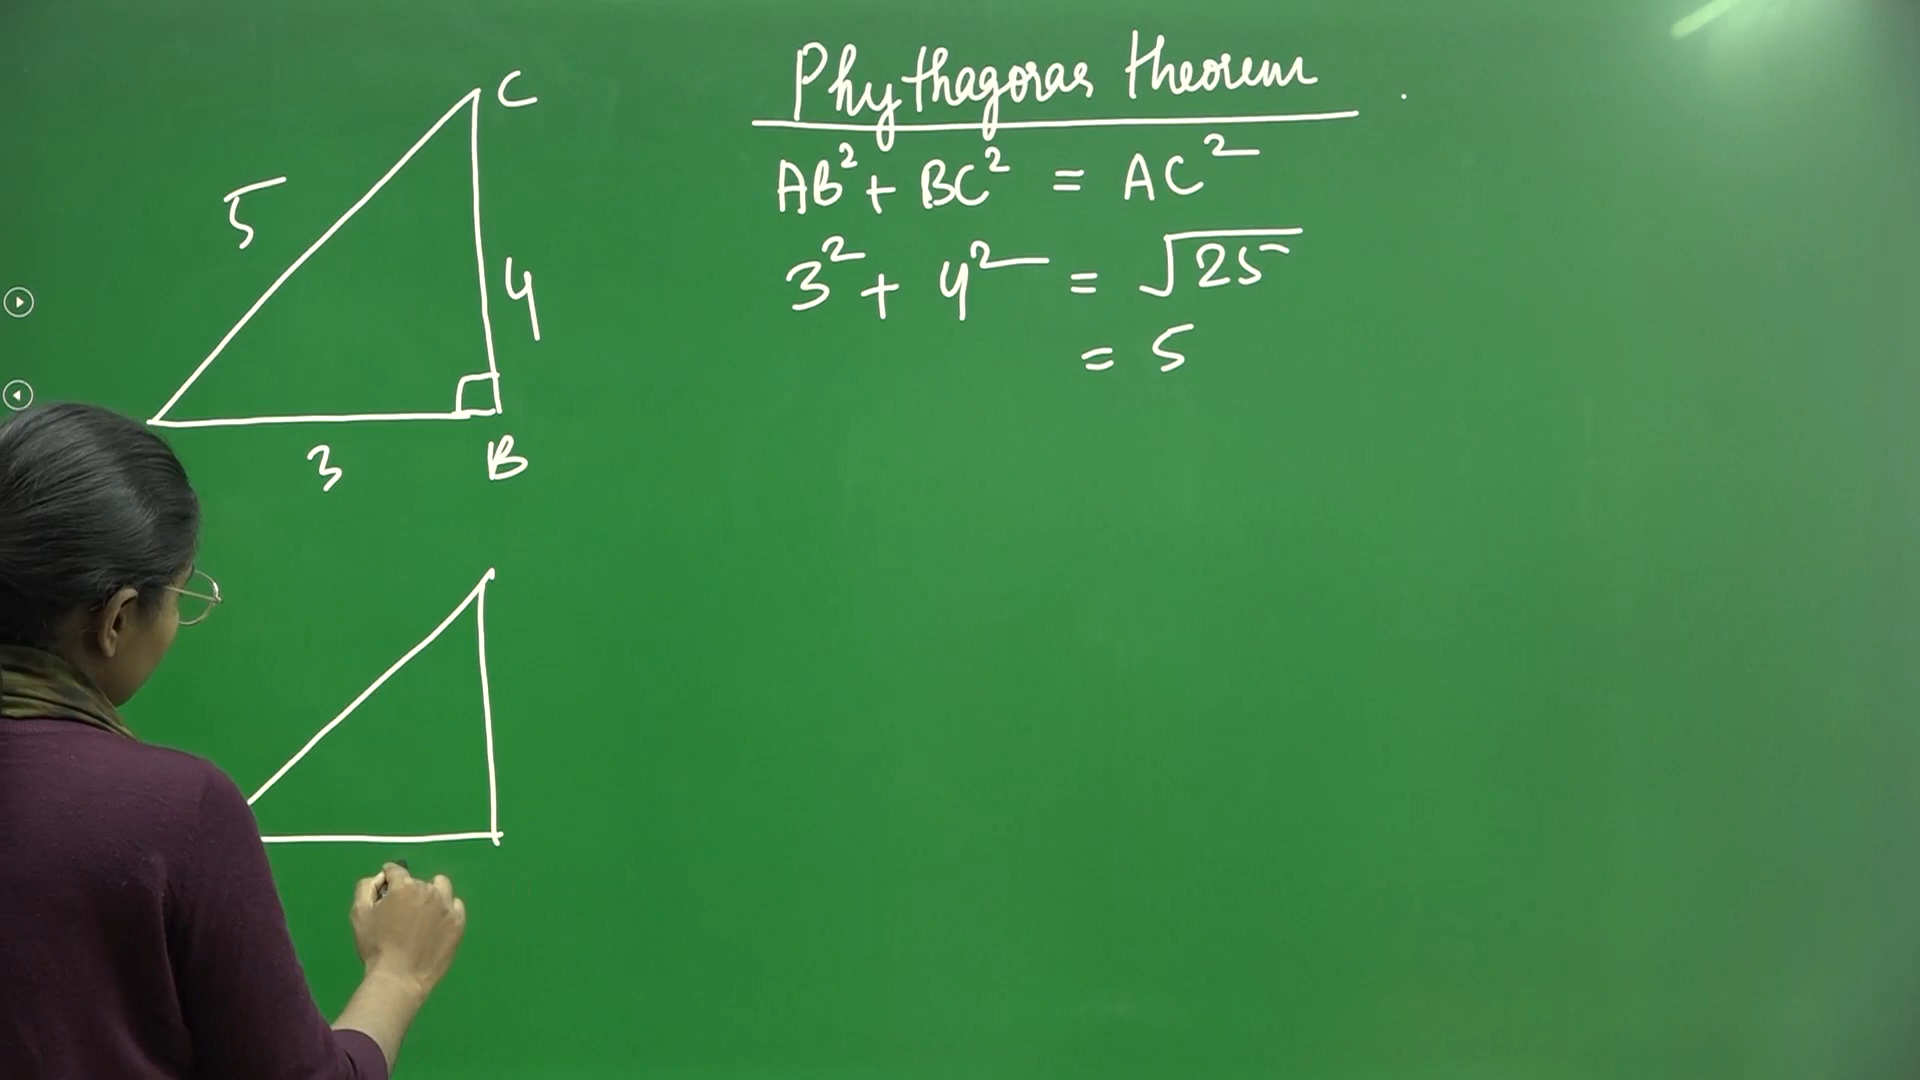 Phythagoras theorem
AB² + BC² = AC²
3² + 4² = √25
= 5
C
5
4
3
B